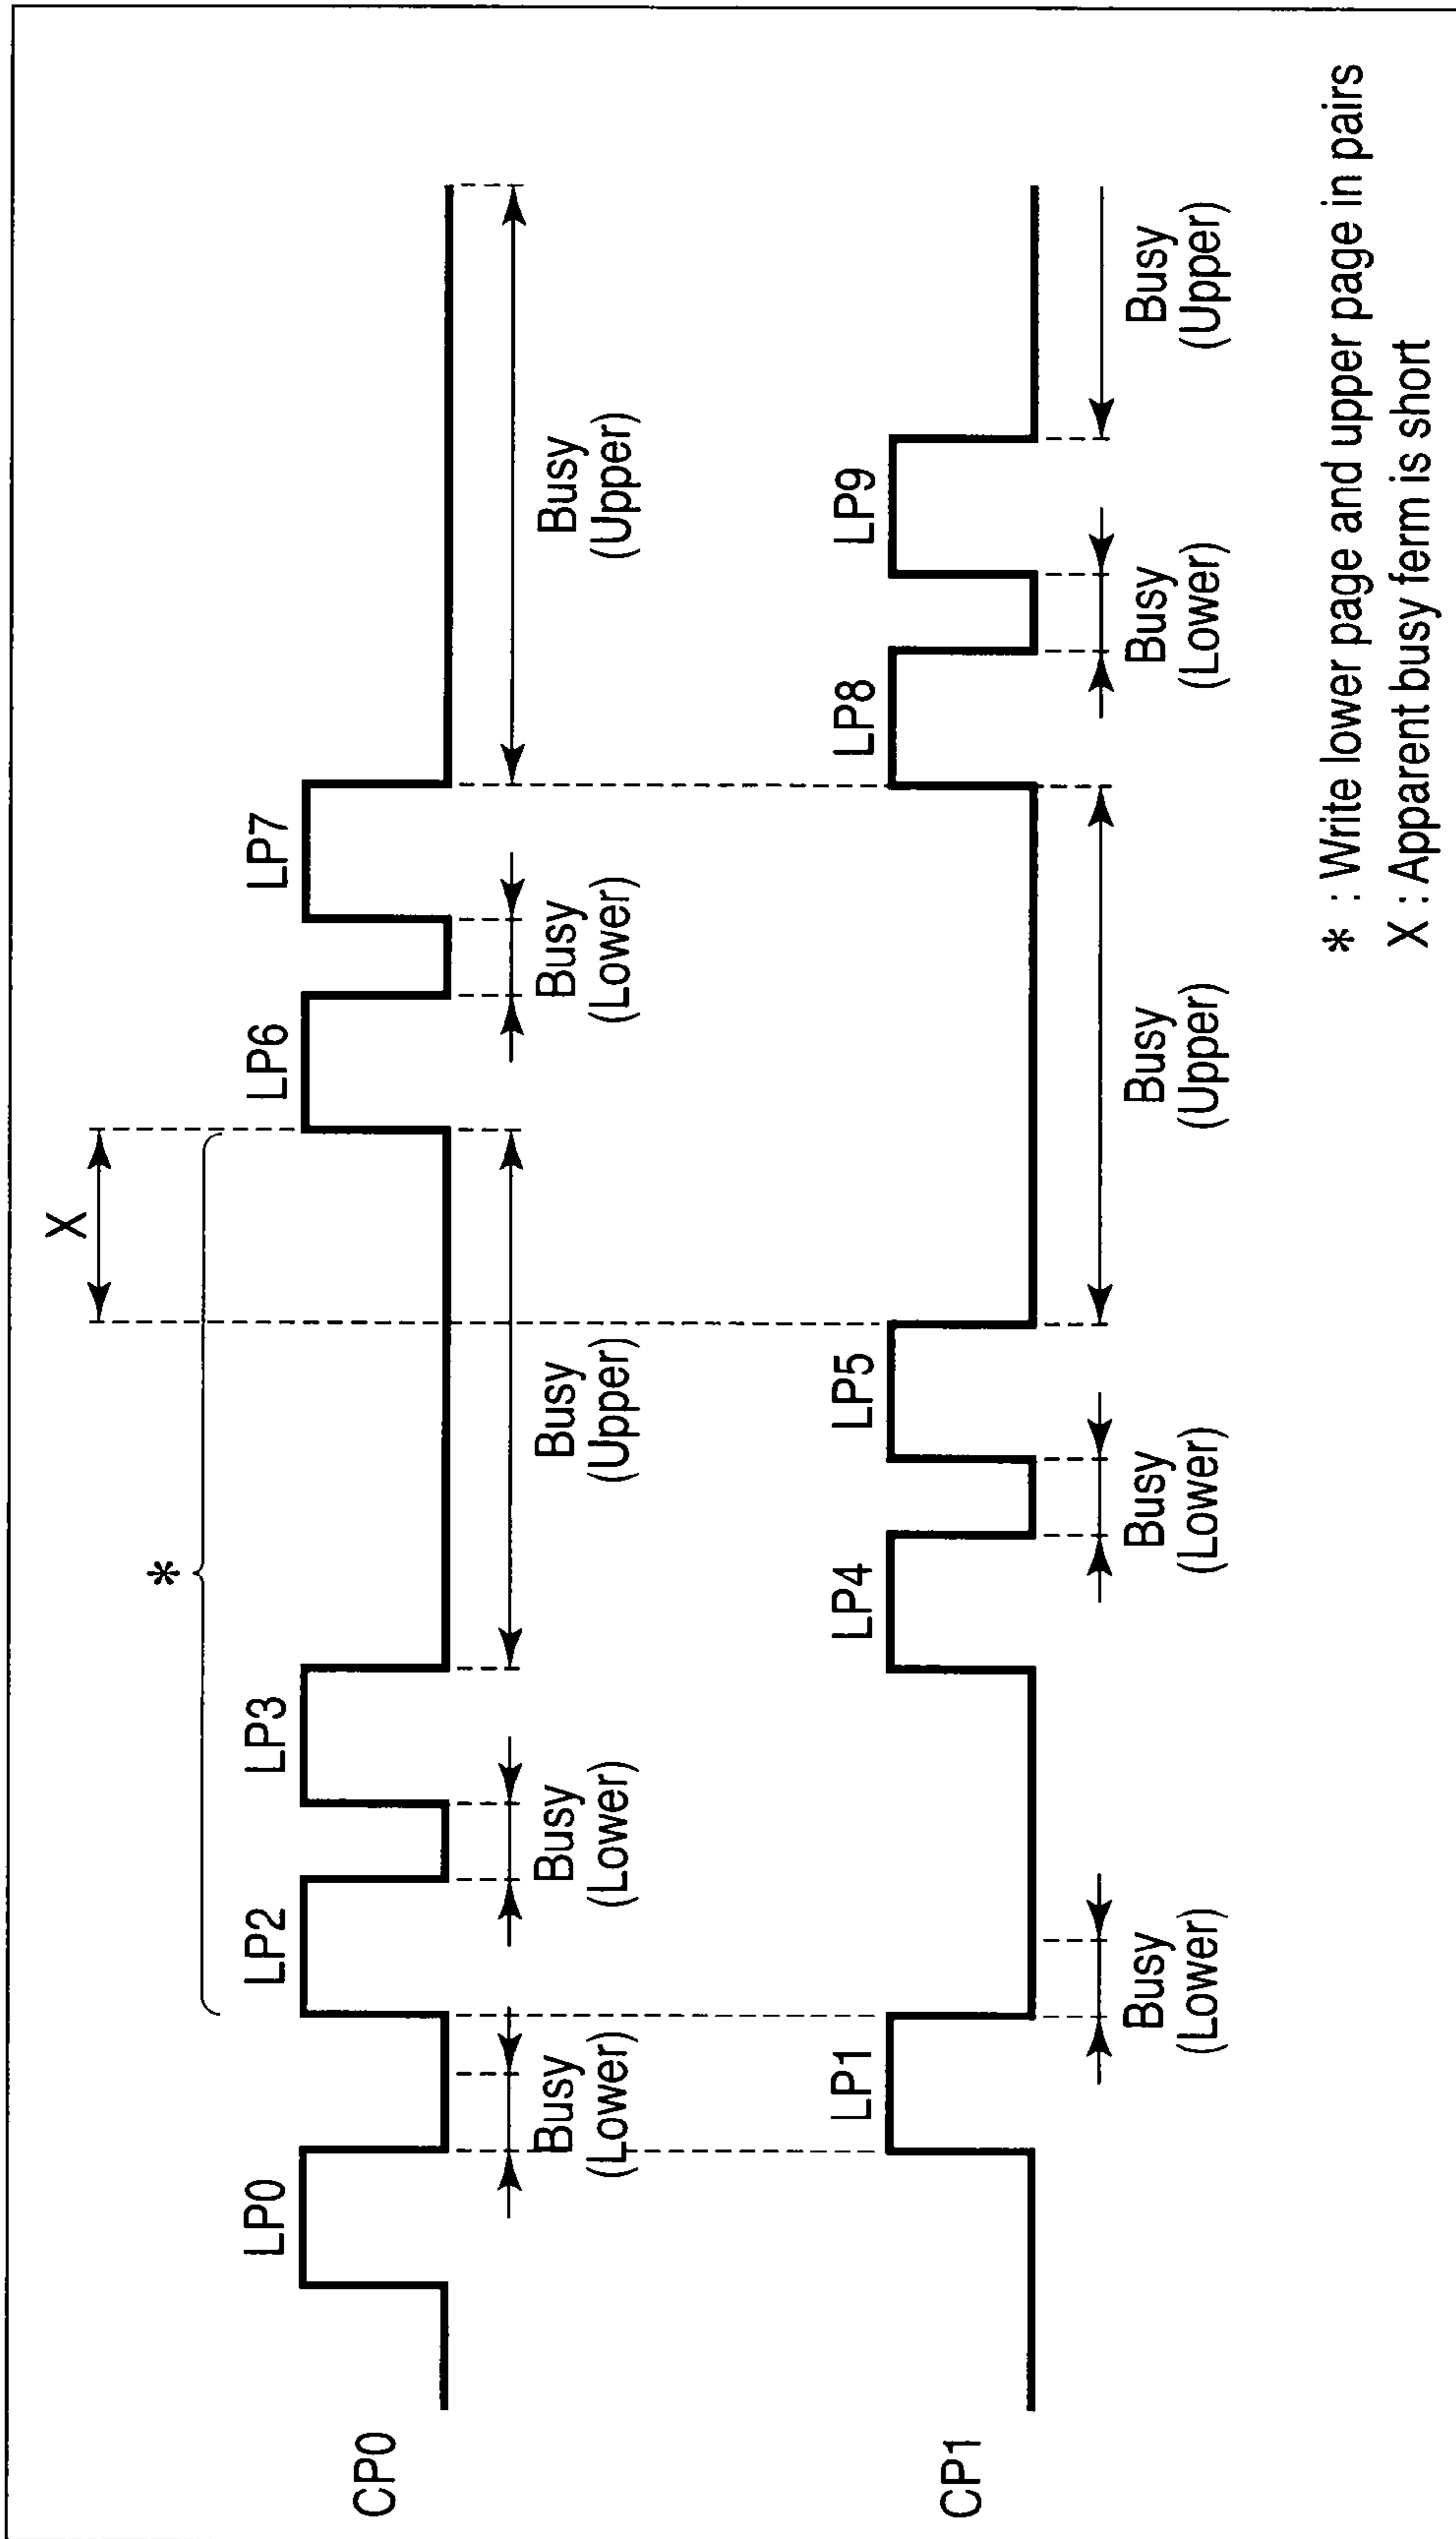 X
*
CP0
LP0
LP2
LP3
LP6
LP7
Busy
(Lower)
Busy
(Lower)
Busy
(Upper)
Busy
(Lower)
Busy
(Upper)
CP1
LP1
LP4
LP5
LP8
LP9
Busy
(Lower)
Busy
(Lower)
Busy
(Upper)
Busy
(Lower)
Busy
(Upper)
* : Write lower page and upper page in pairs
X : Apparent busy ferm is short